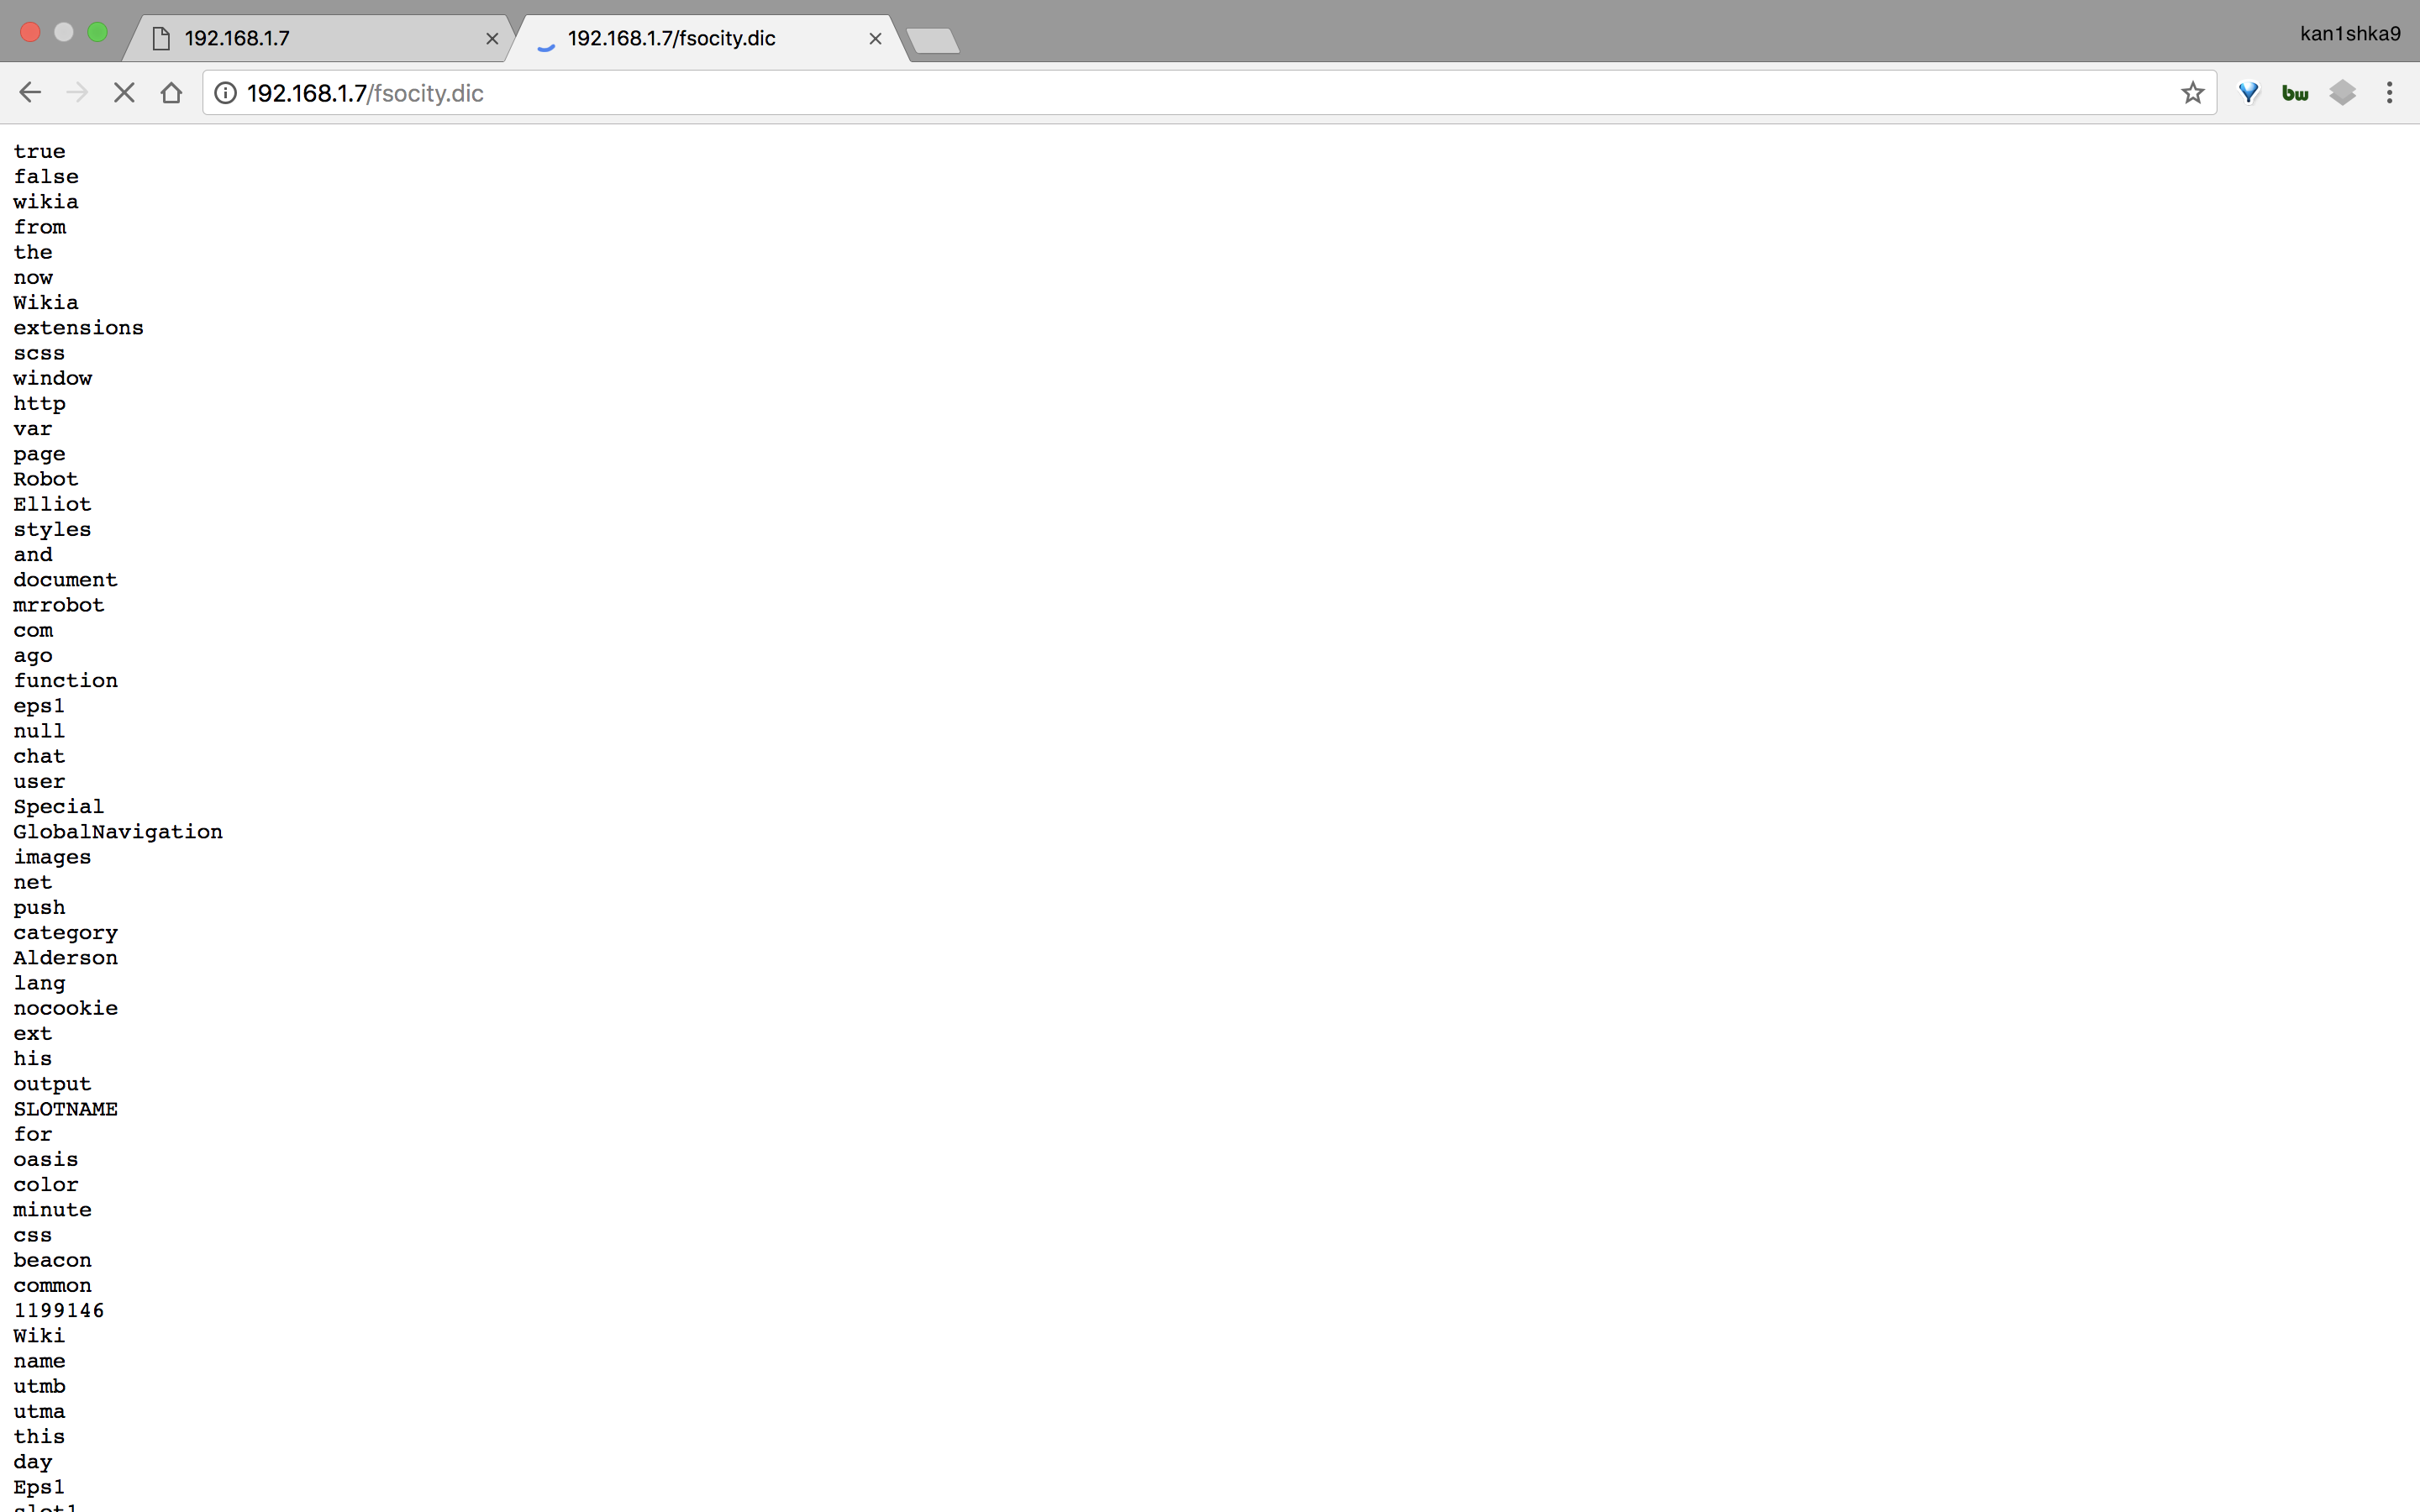 192.168.1.7
192.168.1.7/fsocity.dic
kan1shka9
192.168.1.7/fsocity.dic
bw
true
false
wikia
from
the
now
Wikia
extensions
scss
window
http
var
page
Robot
Elliot
styles
and
document
mrrobot
com
ago
function
eps1
null
chat
user
Special
GlobalNavigation
images
net
push
category
Alderson
lang
nocookie
ext
his
output
SLOTNAME
for
oasis
color
minute
css
beacon
common
1199146
Wiki
name
utmb
utma
this
day
Eps1
slot1